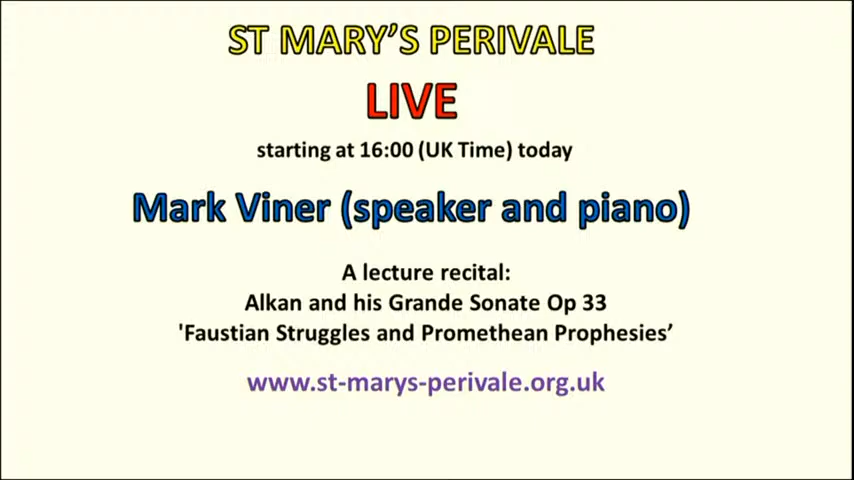 ST MARY’S PERIVALE
LIVE
starting at 16:00 (UK Time) today
Mark Viner (speaker and piano)
A lecture recital:
Alkan and his Grande Sonate Op 33
'Faustian Struggles and Promethean Prophesies’
www.st-marys-perivale.org.uk